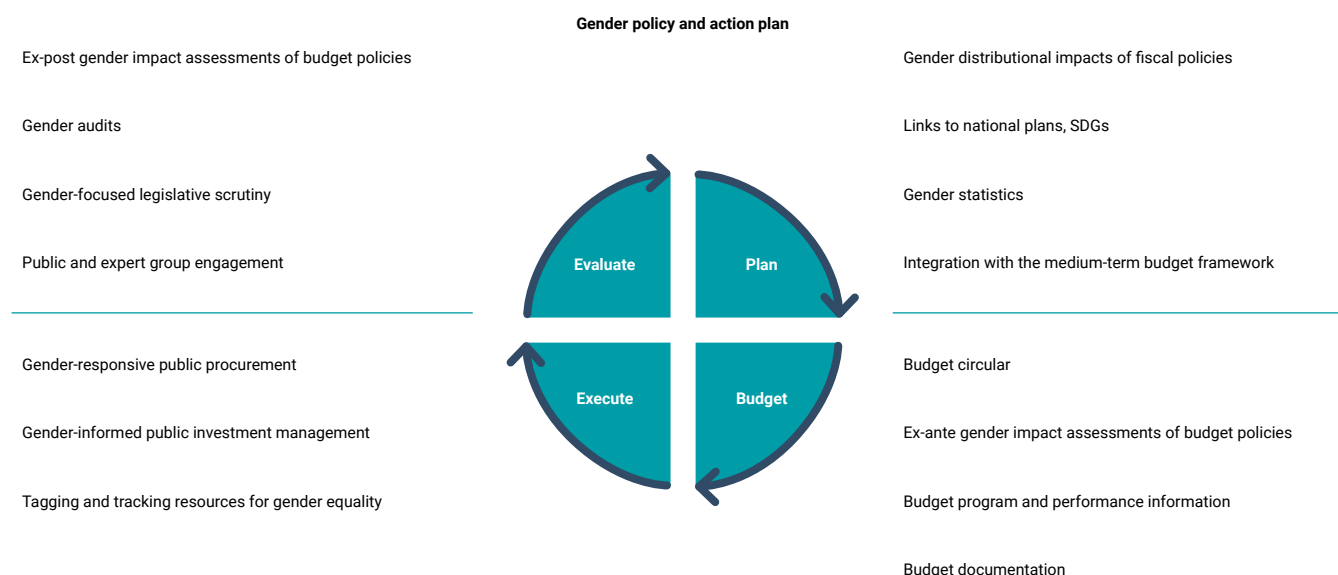 Gender policy and action plan
Ex-post gender impact assessments of budget policies
Gender audits
Gender-focused legislative scrutiny
Public and expert group engagement
Gender distributional impacts of fiscal policies
Links to national plans, SDGs
Gender statistics
Integration with the medium-term budget framework
Evaluate
Plan
Execute
Budget
Gender-responsive public procurement
Gender-informed public investment management
Tagging and tracking resources for gender equality
Budget circular
Ex-ante gender impact assessments of budget policies
Budget program and performance information
Budget documentation